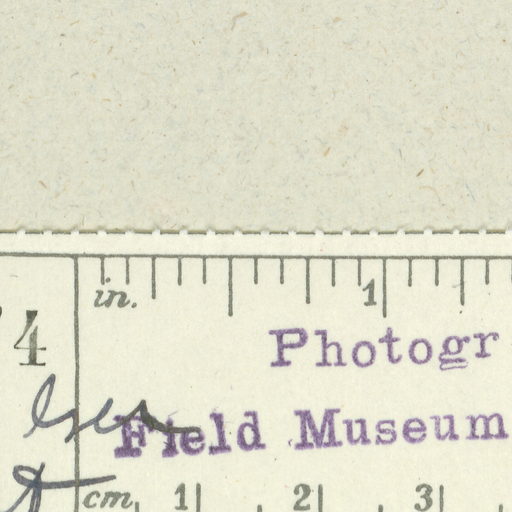 in. 1
4
Photogr
Field Museum
cm. 1 2 3